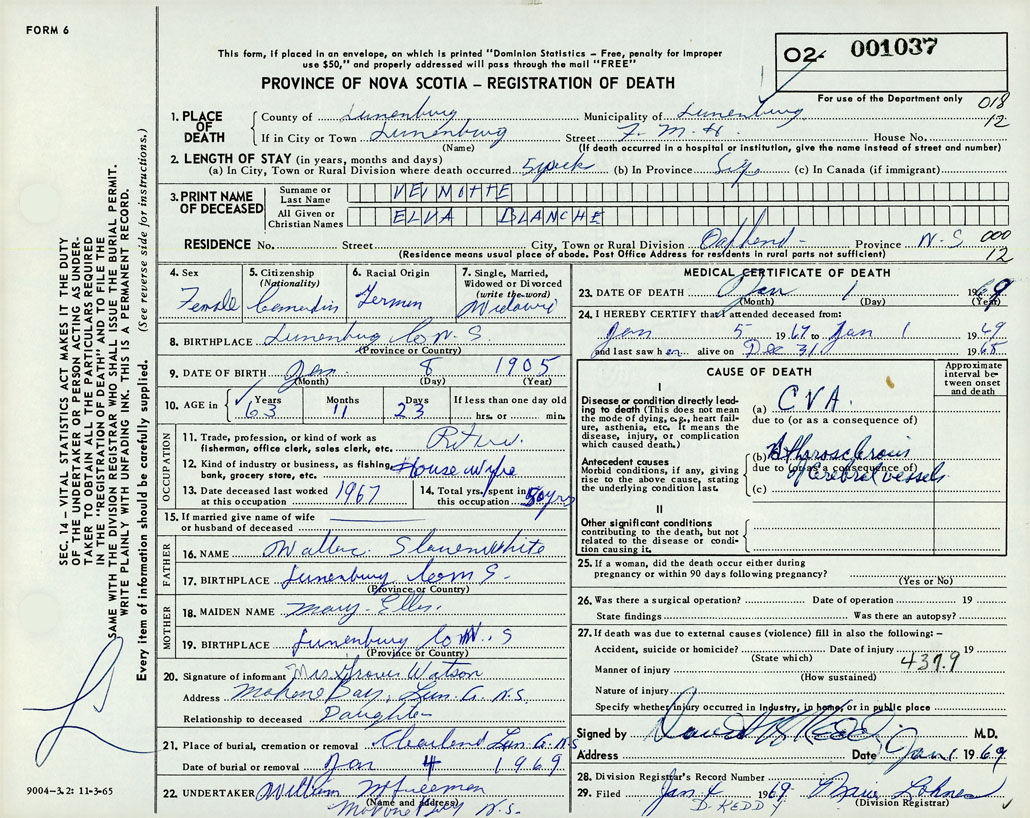 FORM 6
This form, if placed in an envelope, on which is printed "Dominion Statistics – Free, penalty for improper
use $50," and properly addressed will pass through the mail "FREE"
PROVINCE OF NOVA SCOTIA – REGISTRATION OF DEATH
02- 001037
For use of the Department only
018
12
1. PLACE OF DEATH
County of Lunenburg Municipality of Lunenburg
If in City or Town Lunenburg Street F. M. H. House No.
(Name) (If death occurred in a hospital or institution, give the name instead of street and number)
2. LENGTH OF STAY (in years, months and days)
(a) In City, Town or Rural Division where death occurred (b) In Province (c) In Canada (if immigrant)
3. PRINT NAME OF DECEASED
Surname or Last Name VEINOTTE
All Given or Christian Names ELVA BLANCHE
RESIDENCE No. Street City, Town or Rural Division Oakland Province N.S
000
12
(Residence means usual place of abode. Post Office Address for residents in rural parts not sufficient)
4. Sex Female
5. Citizenship (Nationality) Canadian
6. Racial Origin German
7. Single, Married, Widowed or Divorced (write the word)
8. BIRTHPLACE Lunenburg Co N S
(Province or Country)
9. DATE OF BIRTH Jan 8 1905
(Month) (Day) (Year)
10. AGE in Years 63 Months 11 Days 23 If less than one day old hrs. or min.
OCCUPATION
11. Trade, profession, or kind of work as fisherman, office clerk, sales clerk, etc.
12. Kind of industry or business, as fishing, bank, grocery store, etc. House wife
13. Date deceased last worked at this occupation 1967
14. Total yrs. spent in this occupation 50 yrs
15. If married give name of wife or husband of deceased
FATHER
16. NAME Walter Slauenwhite
17. BIRTHPLACE Lunenburg Co N S
(Province or Country)
MOTHER
18. MAIDEN NAME Mary
19. BIRTHPLACE Lunenburg Co N. S
(Province or Country)
20. Signature of informant Mrs Watson
Address Mahone Bay, Lun. Co. N.S
Relationship to deceased Daughter
21. Place of burial, cremation or removal Lun Co N S
Date of burial or removal Jan 4 1969
22. UNDERTAKER William M Freeman
(Name and address)
Mahone Bay N.S.
MEDICAL CERTIFICATE OF DEATH
23. DATE OF DEATH Jan 1 1969
(Month) (Day) (Year)
24. I HEREBY CERTIFY that I attended deceased from:
Jan 5 1967 to Jan 1 1969
and last saw her alive on Dec 31 1968
CAUSE OF DEATH
Approximate interval between onset and death
I
Disease or condition directly leading to death (This does not mean the mode of dying, e.g., heart failure, asthenia, etc. It means the disease, injury, or complication which caused death.)
(a) CVA.
due to (or as a consequence of)
Antecedent causes
Morbid conditions, if any, giving rise to the above cause, stating the underlying condition last.
(b) Atherosclerosis
due to (or as a consequence of)
of Cerebral vessels
(c)
II
Other significant conditions contributing to the death, but not related to the disease or condition causing it.
25. If a woman, did the death occur either during pregnancy or within 90 days following pregnancy?
(Yes or No)
26. Was there a surgical operation? Date of operation 19
State findings Was there an autopsy?
27. If death was due to external causes (violence) fill in also the following: –
Accident, suicide or homicide? Date of injury 19
(State which)
437.9
Manner of injury
(How sustained)
Nature of injury
Specify whether injury occurred in Industry, in home, or in public place
Signed by M.D.
Address Date Jan 1 1969
28. Division Registrar's Record Number
29. Filed Jan 4 1969 Lohnes
(Division Registrar)
D. KEDDY
SEC. 14 – VITAL STATISTICS ACT MAKES IT THE DUTY
OF THE UNDERTAKER OR PERSON ACTING AS UNDER-
TAKER TO OBTAIN ALL THE PARTICULARS REQUIRED
IN THE "REGISTRATION OF DEATH" AND TO FILE THE
SAME WITH THE DIVISION REGISTRAR WHO SHALL ISSUE THE BURIAL PERMIT.
WRITE PLAINLY WITH UNFADING INK. THIS IS A PERMANENT RECORD.
Every item of information should be carefully supplied. (See reverse side for instructions.)
9004-3.2: 11-3-65